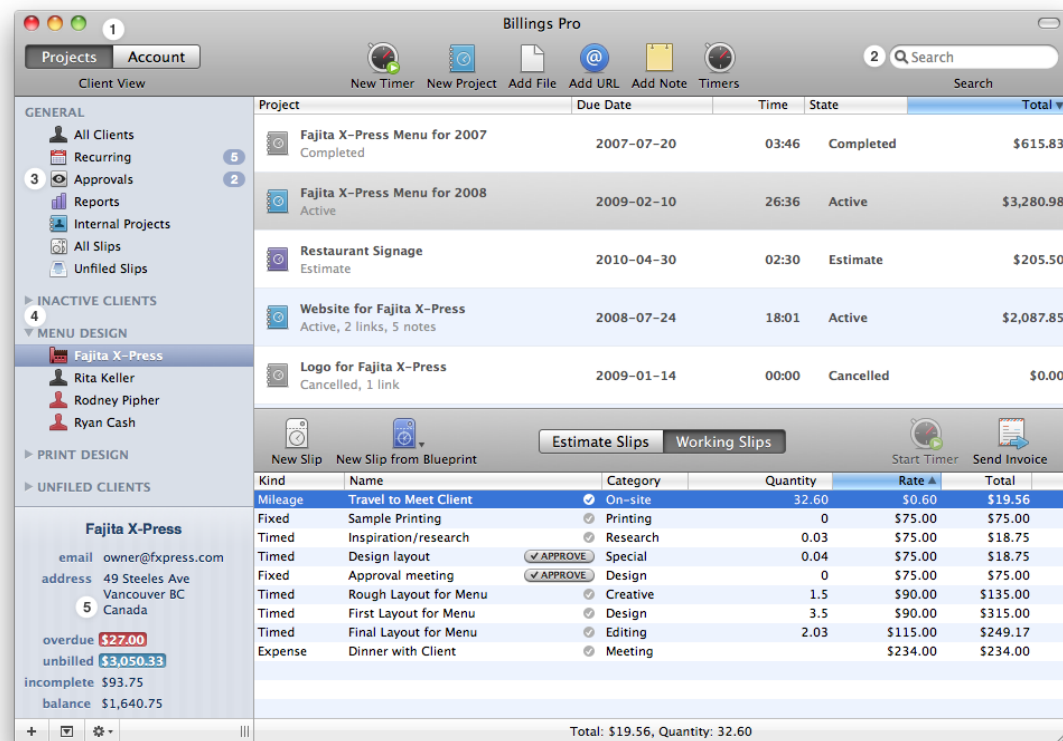 Billings Pro
1
Projects Account
Client View
New Timer New Project Add File Add URL Add Note Timers
2 Search
Search
GENERAL
All Clients
Recurring 5
3 Approvals 2
Reports
Internal Projects
All Slips
Unfiled Slips
INACTIVE CLIENTS
4
MENU DESIGN
Fajita X-Press
Rita Keller
Rodney Pipher
Ryan Cash
PRINT DESIGN
UNFILED CLIENTS
Fajita X-Press
email owner@fxpress.com
address 49 Steeles Ave
Vancouver BC
5 Canada
overdue $27.00
unbilled $3,050.33
incomplete $93.75
balance $1,640.75
Project Due Date Time State Total
Fajita X-Press Menu for 2007
Completed
2007-07-20 03:46 Completed $615.83
Fajita X-Press Menu for 2008
Active
2009-02-10 26:36 Active $3,280.98
Restaurant Signage
Estimate
2010-04-30 02:30 Estimate $205.50
Website for Fajita X-Press
Active, 2 links, 5 notes
2008-07-24 18:01 Active $2,087.85
Logo for Fajita X-Press
Cancelled, 1 link
2009-01-14 00:00 Cancelled $0.00
New Slip New Slip from Blueprint Estimate Slips Working Slips Start Timer Send Invoice
Kind Name Category Quantity Rate Total
Mileage Travel to Meet Client On-site 32.60 $0.60 $19.56
Fixed Sample Printing Printing 0 $75.00 $75.00
Timed Inspiration/research Research 0.03 $75.00 $18.75
Timed Design layout APPROVE Special 0.04 $75.00 $18.75
Fixed Approval meeting APPROVE Design 0 $75.00 $75.00
Timed Rough Layout for Menu Creative 1.5 $90.00 $135.00
Timed First Layout for Menu Design 3.5 $90.00 $315.00
Timed Final Layout for Menu Editing 2.03 $115.00 $249.17
Expense Dinner with Client Meeting $234.00 $234.00
Total: $19.56, Quantity: 32.60